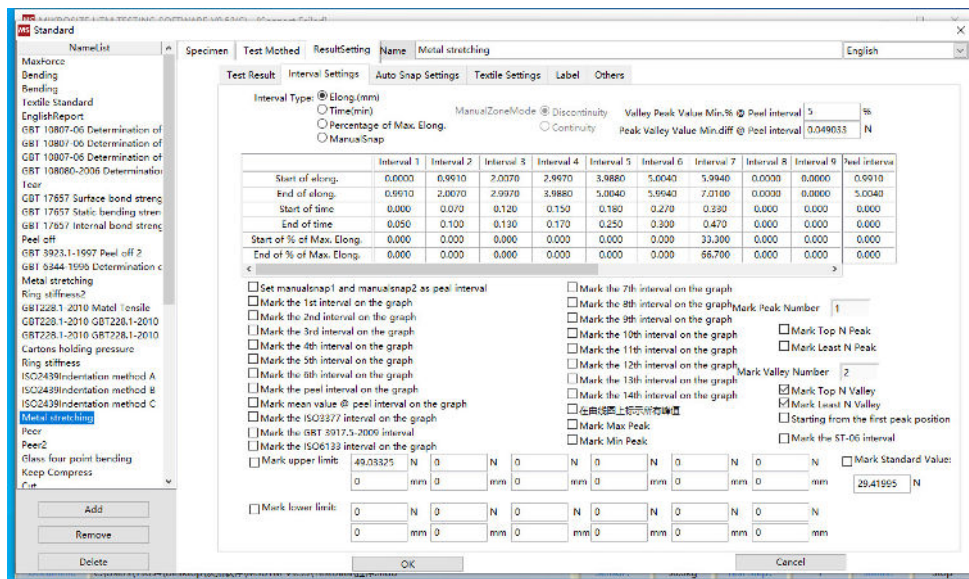 MS MIKROSIZE UTM TESTING SOFTWARE
MS Standard
NameList
MaxForce
Bending
Bending
Textile Standard
EnglishReport
GBT 10807-06 Determination of
GBT 10807-06 Determination of
GBT 10807-06 Determination of
GBT 108080-2006 Determination
Tear
GBT 17657 Surface bond streng
GBT 17657 Static bending stren
GBT 17657 Internal bond streng
Peel off
GBT 3923.1-1997 Peel off 2
GBT 6344-1996 Determination c
Metal stretching
Ring stiffness2
GBT228.1-2010 Matel Tensile
GBT228.1-2010 GBT228.1-2010
GBT228.1-2010 GBT228.1-2010
Cartons holding pressure
Ring stiffness
ISO2439Indentation method A
ISO2439Indentation method B
ISO2439Indentation method C
Metal stretching
Peer
Peer2
Glass four point bending
Keep Compress
Cut
Add
Remove
Delete
Specimen Test Mothed ResultSetting Name Metal stretching English
Test Result Interval Settings Auto Snap Settings Textile Settings Label Others
Interval Type: Elong.(mm)
Time(min)
Percentage of Max. Elong.
ManualSnap
ManualZoneMode Discontinuity
Continuity
Valley Peak Value Min.% @ Peel interval 5 %
Peak Valley Value Min.diff @ Peel interval 0.049033 N
Interval 1 Interval 2 Interval 3 Interval 4 Interval 5 Interval 6 Interval 7 Interval 8 Interval 9 Peel interva
Start of elong. 0.0000 0.9910 2.0070 2.9970 3.9880 5.0040 5.9940 0.0000 0.0000 0.9910
End of elong. 0.9910 2.0070 2.9970 3.9880 5.0040 5.9940 7.0100 0.0000 0.0000 5.0040
Start of time 0.000 0.070 0.120 0.150 0.180 0.270 0.330 0.000 0.000 0.000
End of time 0.050 0.100 0.130 0.170 0.250 0.300 0.470 0.000 0.000 0.000
Start of % of Max. Elong. 0.000 0.000 0.000 0.000 0.000 0.000 33.300 0.000 0.000 0.000
End of % of Max. Elong. 0.000 0.000 0.000 0.000 0.000 0.000 66.700 0.000 0.000 0.000
Set manualsnap1 and manualsnap2 as peal interval
Mark the 1st interval on the graph
Mark the 2nd interval on the graph
Mark the 3rd interval on the graph
Mark the 4th interval on the graph
Mark the 5th interval on the graph
Mark the 6th interval on the graph
Mark the peel interval on the graph
Mark mean value @ peel interval on the graph
Mark the ISO3377 interval on the graph
Mark the GBT 3917.5-2009 interval
Mark the ISO6133 interval on the graph
Mark the 7th interval on the graph
Mark the 8th interval on the graph
Mark the 9th interval on the graph
Mark the 10th interval on the graph
Mark the 11th interval on the graph
Mark the 12th interval on the graph
Mark the 13th interval on the graph
Mark the 14th interval on the graph
在曲线图上标示所有峰值
Mark Max Peak
Mark Min Peak
Mark Peak Number 1
Mark Top N Peak
Mark Least N Peak
Mark Valley Number 2
Mark Top N Valley
Mark Least N Valley
Starting from the first peak position
Mark the ST-06 interval
Mark upper limit: 49.03325 N 0 N 0 N 0 N 0 N 0 N
0 mm 0 mm 0 mm 0 mm 0 mm 0 mm
Mark Standard Value:
29.41995 N
Mark lower limit: 0 N 0 N 0 N 0 N 0 N 0 N
0 mm 0 mm 0 mm 0 mm 0 mm 0 mm
OK Cancel